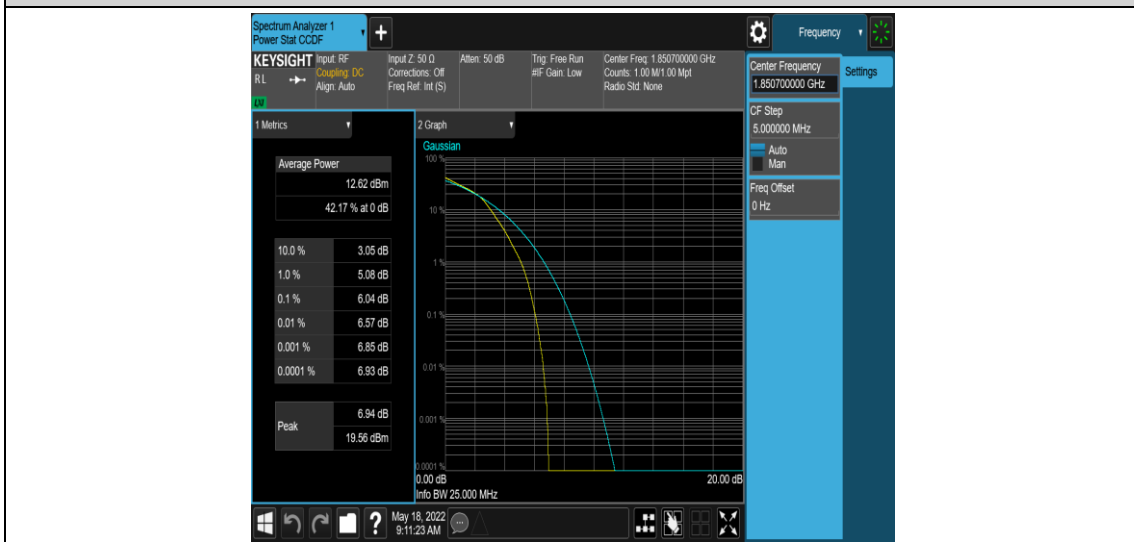 Spectrum Analyzer 1
Power Stat CCDF
+
Frequency
KEYSIGHT
RL
Input: RF
Coupling: DC
Align: Auto
Input Z: 50 Ω
Corrections: Off
Freq Ref: Int (S)
Atten: 50 dB
Trig: Free Run
#IF Gain: Low
Center Freq: 1.850700000 GHz
Counts: 1.00 M/1.00 Mpt
Radio Std: None
Center Frequency
1.850700000 GHz
Settings
CF Step
5.000000 MHz
Auto
Man
Freq Offset
0 Hz
1 Metrics
Average Power
12.62 dBm
42.17 % at 0 dB
10.0 % 3.05 dB
1.0 % 5.08 dB
0.1 % 6.04 dB
0.01 % 6.57 dB
0.001 % 6.85 dB
0.0001 % 6.93 dB
Peak 6.94 dB
19.56 dBm
2 Graph
Gaussian
100 %
10 %
1 %
0.1 %
0.01 %
0.001 %
0.0001 %
0.00 dB 20.00 dB
Info BW 25.000 MHz
?
May 18, 2022
9:11:23 AM